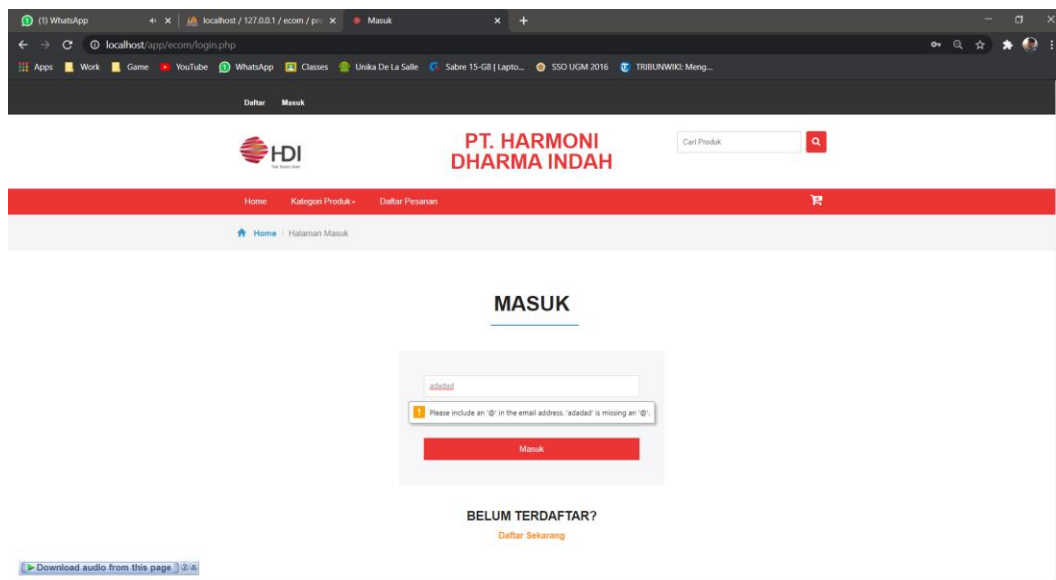 (1) WhatsApp
localhost / 127.0.0.1 / ecom / pro
Masuk
localhost/app/ecom/login.php
Apps Work Game YouTube WhatsApp Classes Unika De La Salle Sabre 15-G8 | Lapto... SSO UGM 2016 TRIBUNWIKI: Meng...
Daftar Masuk
HDI
PT. HARMONI
DHARMA INDAH
Cari Produk
Home Kategori Produk Daftar Pesanan
Home / Halaman Masuk
MASUK
adadad
Please include an '@' in the email address. 'adadad' is missing an '@'.
Masuk
BELUM TERDAFTAR?
Daftar Sekarang
Download audio from this page ? x